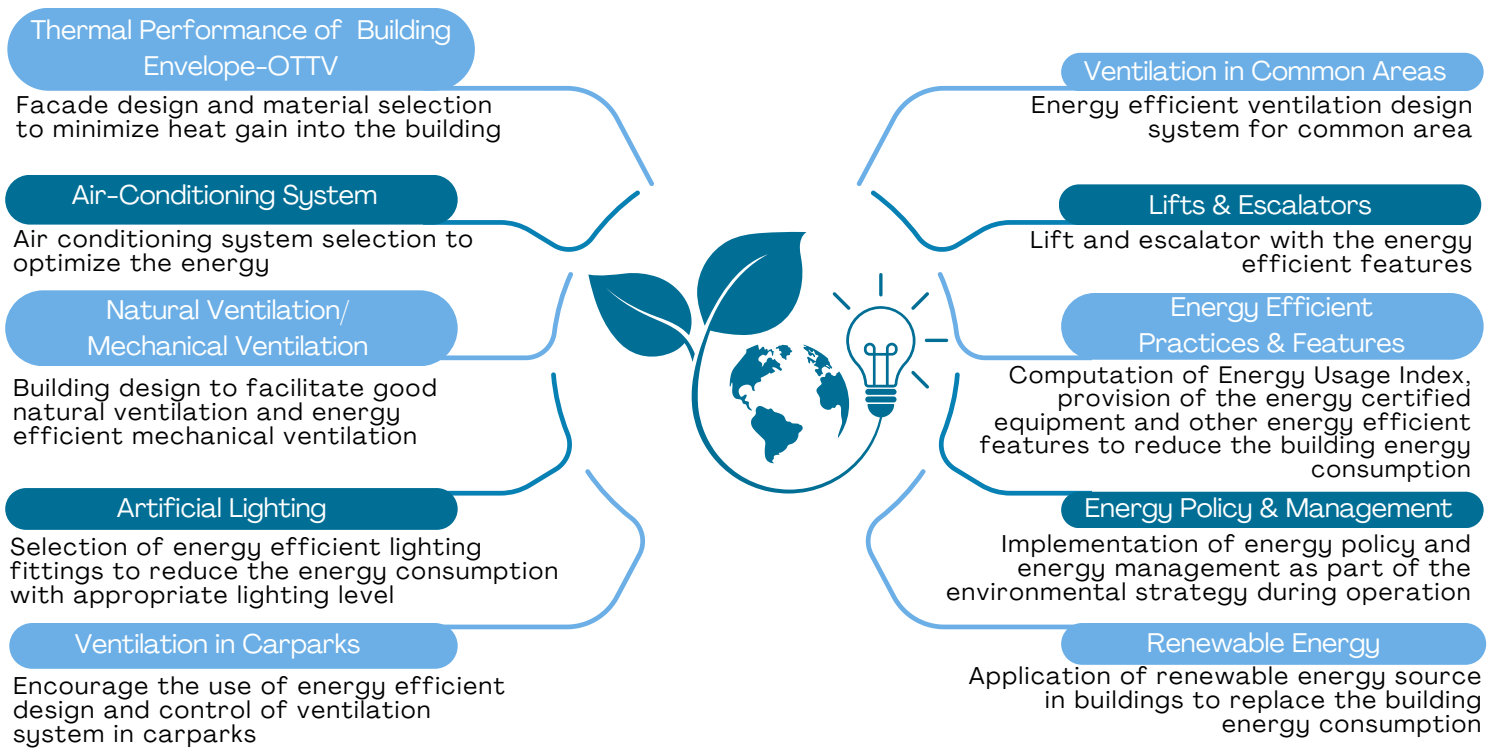 Thermal Performance of Building
Envelope-OTTV
Facade design and material selection
to minimize heat gain into the building
Air-Conditioning System
Air conditioning system selection to
optimize the energy
Natural Ventilation/
Mechanical Ventilation
Building design to facilitate good
natural ventilation and energy
efficient mechanical ventilation
Artificial Lighting
Selection of energy efficient lighting
fittings to reduce the energy consumption
with appropriate lighting level
Ventilation in Carparks
Encourage the use of energy efficient
design and control of ventilation
system in carparks
Ventilation in Common Areas
Energy efficient ventilation design
system for common area
Lifts & Escalators
Lift and escalator with the energy
efficient features
Energy Efficient
Practices & Features
Computation of Energy Usage Index,
provision of the energy certified
equipment and other energy efficient
features to reduce the building energy
consumption
Energy Policy & Management
Implementation of energy policy and
energy management as part of the
environmental strategy during operation
Renewable Energy
Application of renewable energy source
in buildings to replace the building
energy consumption